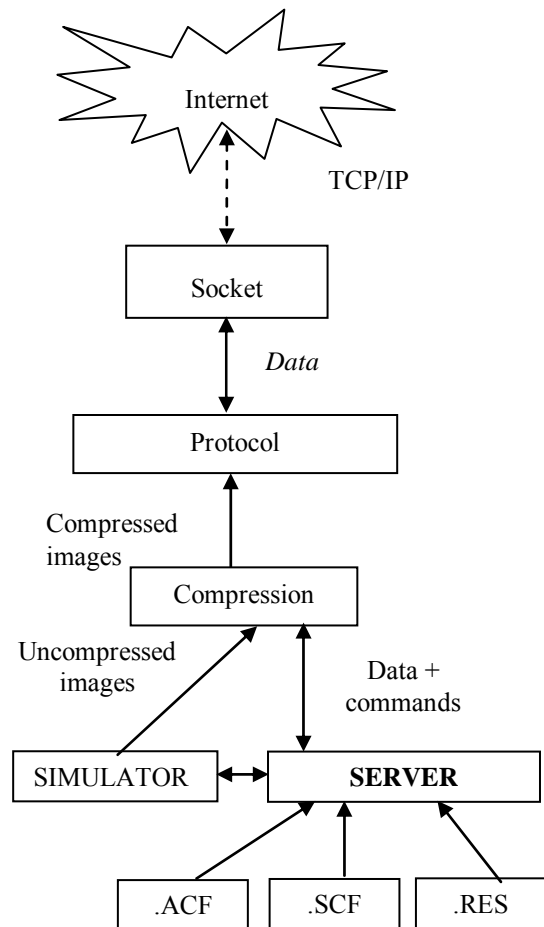 Internet
TCP/IP
Socket
Data
Protocol
Compressed
images
Compression
Uncompressed
images
Data +
commands
SIMULATOR
SERVER
.ACF
.SCF
.RES